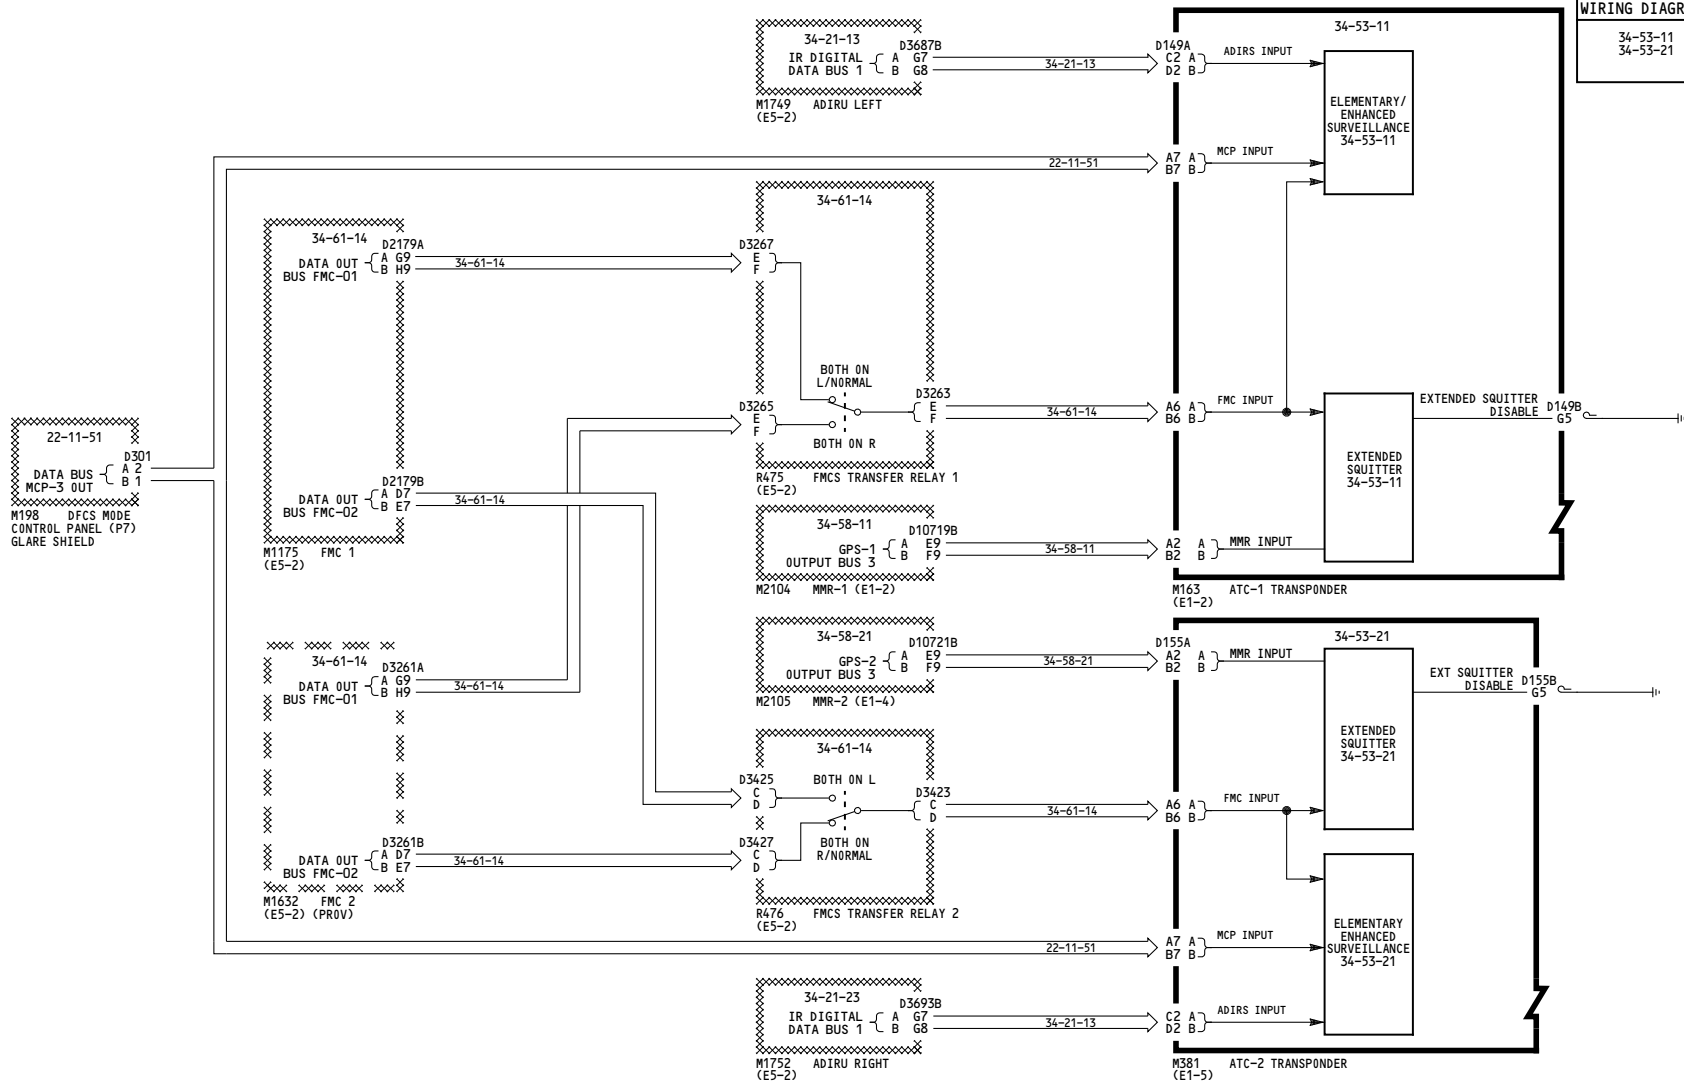 WIRING DIAGR
34-53-11
34-53-21
34-21-13
IR DIGITAL
DATA BUS 1
A
B
D3687B
G7
G8
M1749 ADIRU LEFT
(E5-2)
34-21-13
D149A
C2 A
D2 B
ADIRS INPUT
34-53-11
ELEMENTARY/
ENHANCED
SURVEILLANCE
34-53-11
22-11-51
A7 A
B7 B
MCP INPUT
34-61-14
DATA OUT
BUS FMC-01
D2179A
A G9
B H9
34-61-14
34-61-14
D3267
E
F
BOTH ON
L/NORMAL
D3265
E
F
BOTH ON R
D3263
E
F
R475 FMCS TRANSFER RELAY 1
(E5-2)
34-61-14
A6 A
B6 B
FMC INPUT
EXTENDED
SQUITTER
34-53-11
EXTENDED SQUITTER
DISABLE
D149B
G5
22-11-51
DATA BUS
MCP-3 OUT
D301
A 2
B 1
M198 DFCS MODE
CONTROL PANEL (P7)
GLARE SHIELD
DATA OUT
BUS FMC-02
D2179B
A D7
B E7
34-61-14
M1175 FMC 1
(E5-2)
34-58-11
GPS-1
OUTPUT BUS 3
A
B
D10719B
E9
F9
M2104 MMR-1 (E1-2)
34-58-11
A2 A
B2 B
MMR INPUT
M163 ATC-1 TRANSPONDER
(E1-2)
34-58-21
GPS-2
OUTPUT BUS 3
A
B
D10721B
E9
F9
M2105 MMR-2 (E1-4)
34-58-21
D155A
A2 A
B2 B
MMR INPUT
34-53-21
EXTENDED
SQUITTER
34-53-21
EXT SQUITTER
DISABLE
D155B
G5
34-61-14
DATA OUT
BUS FMC-01
D3261A
A G9
B H9
34-61-14
DATA OUT
BUS FMC-02
D3261B
A D7
B E7
34-61-14
M1632 FMC 2
(E5-2) (PROV)
34-61-14
D3425
C
D
BOTH ON L
D3427
C
D
BOTH ON
R/NORMAL
D3423
C
D
R476 FMCS TRANSFER RELAY 2
(E5-2)
34-61-14
A6 A
B6 B
FMC INPUT
ELEMENTARY
ENHANCED
SURVEILLANCE
34-53-21
22-11-51
A7 A
B7 B
MCP INPUT
34-21-23
IR DIGITAL
DATA BUS 1
A
B
D3693B
G7
G8
M1752 ADIRU RIGHT
(E5-2)
34-21-13
C2 A
D2 B
ADIRS INPUT
M381 ATC-2 TRANSPONDER
(E1-5)